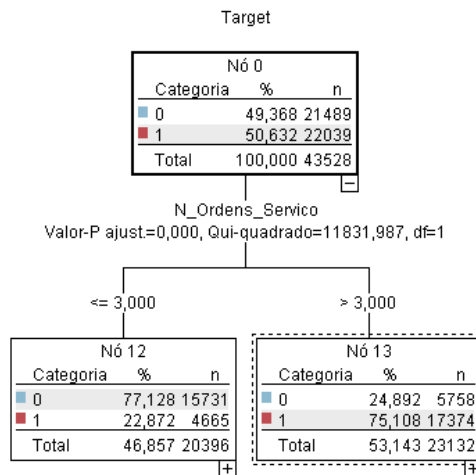 Target
Nó 0
Categoria % n
0 49,368 21489
1 50,632 22039
Total 100,000 43528
N_Ordens_Servico
Valor-P ajust.=0,000, Qui-quadrado=11831,987, df=1
<= 3,000 > 3,000
Nó 12 Nó 13
Categoria % n Categoria % n
0 77,128 15731 0 24,892 5758
1 22,872 4665 1 75,108 17374
Total 46,857 20396 Total 53,143 23132